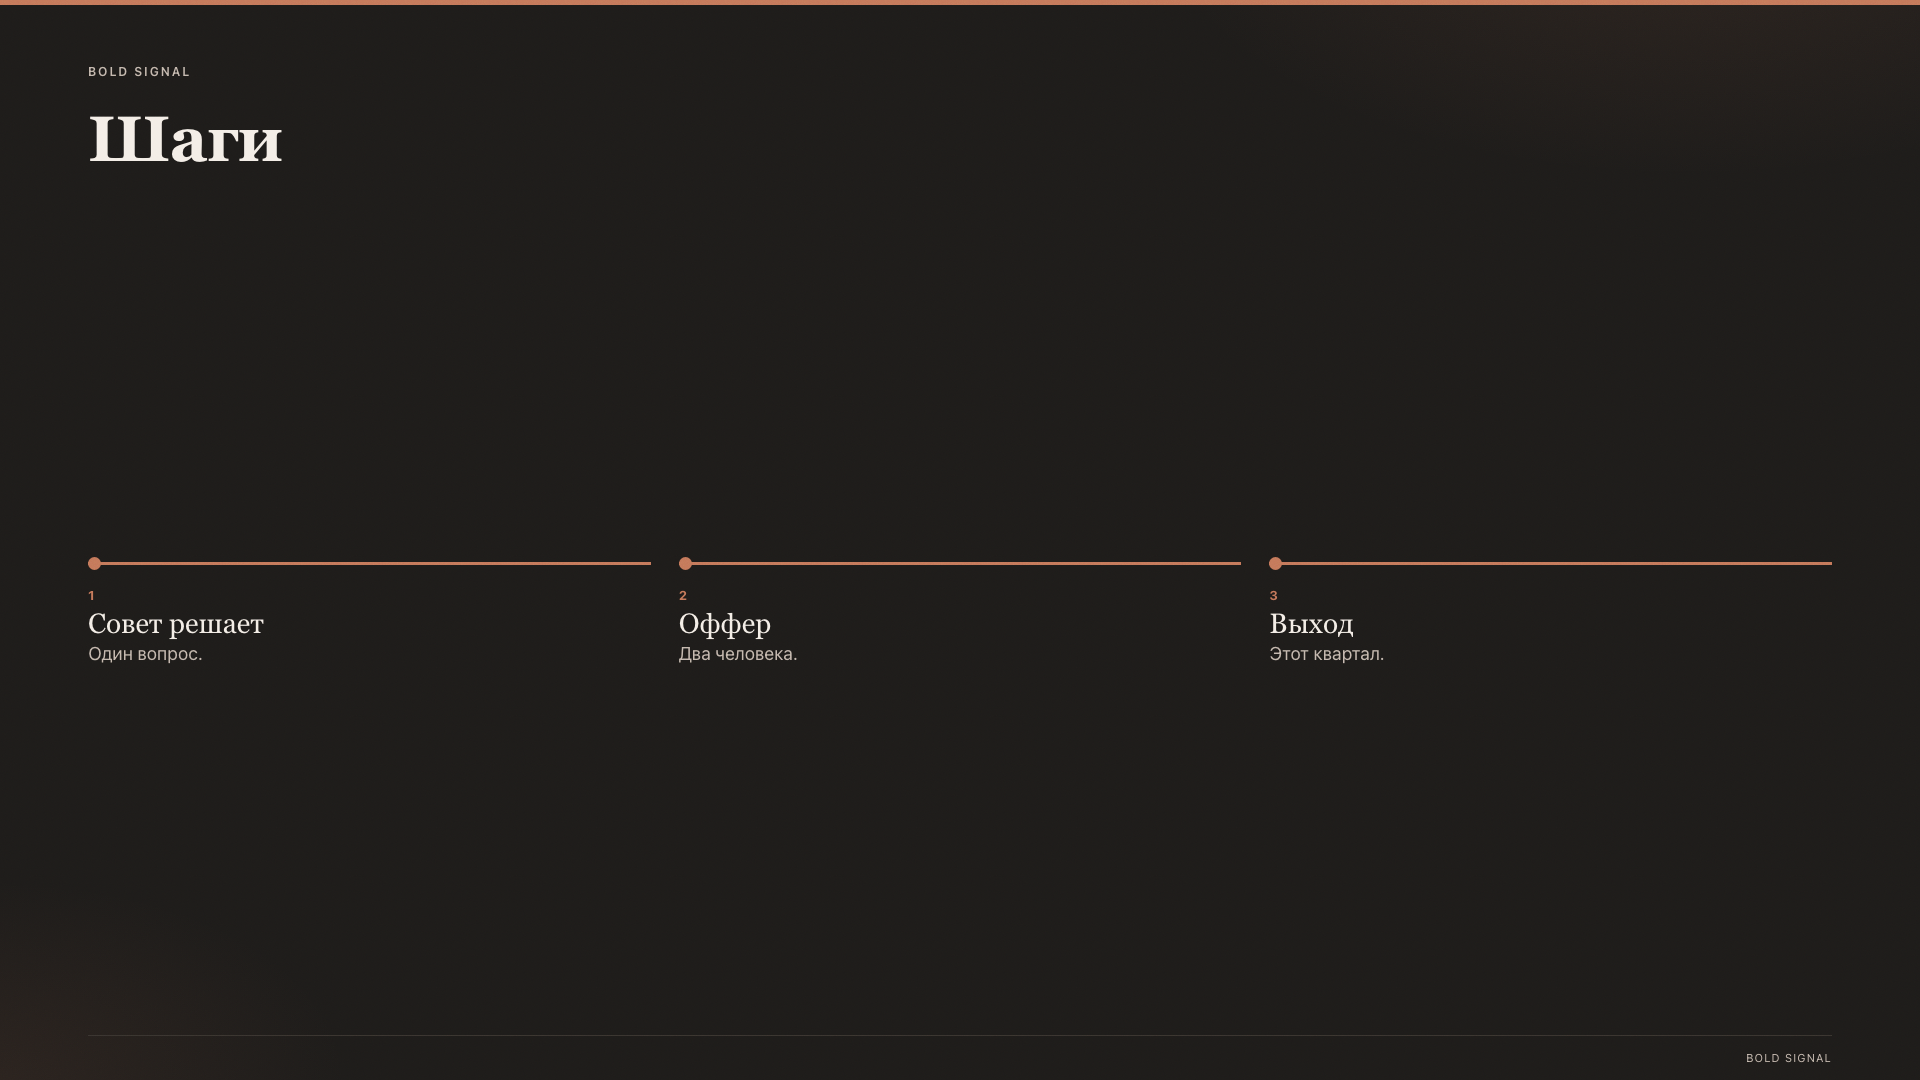 BOLD SIGNAL
Шаги
1
Совет решает
Один вопрос.
2
Оффер
Два человека.
3
Выход
Этот квартал.
BOLD SIGNAL